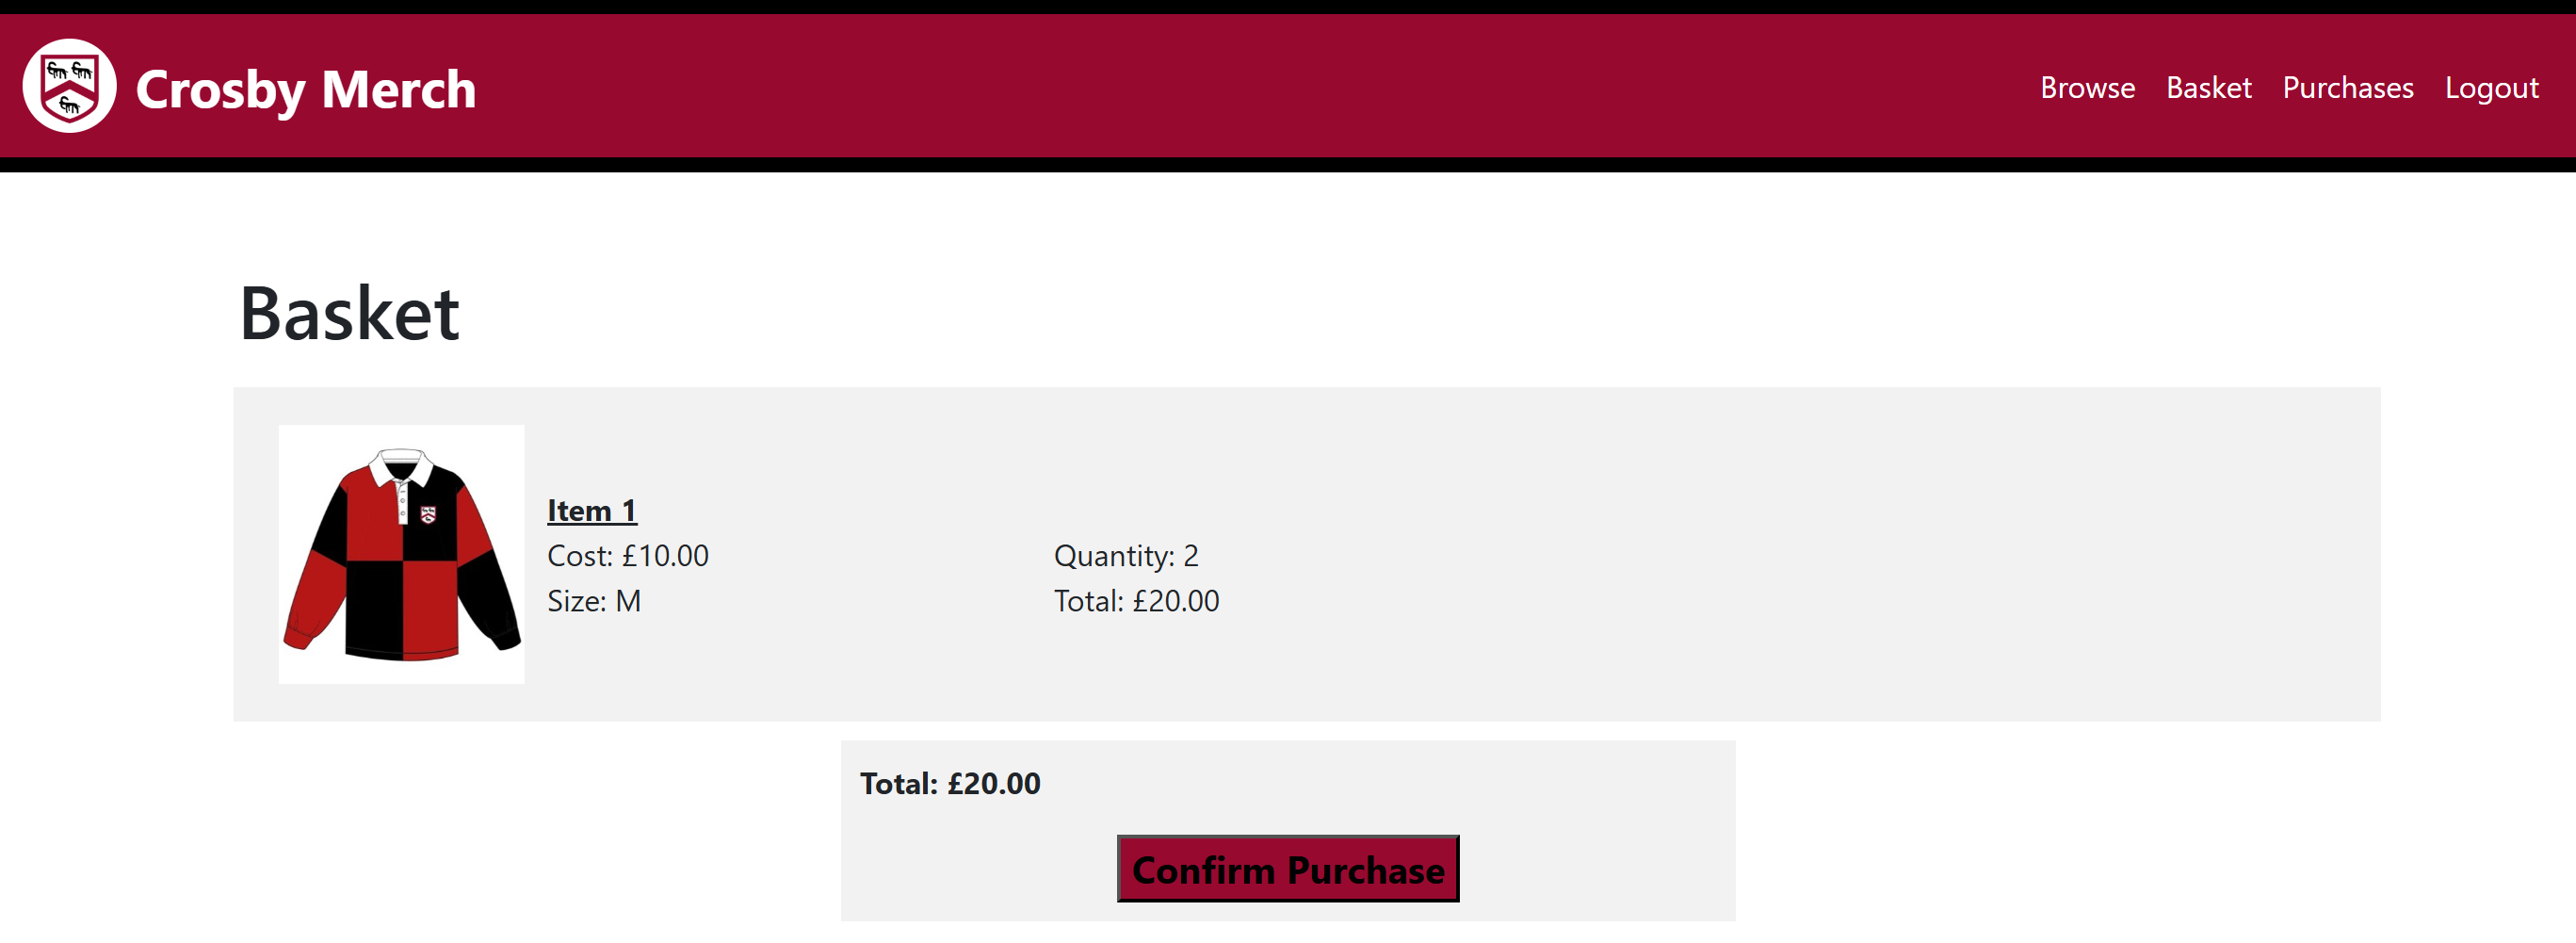 Crosby Merch
Browse Basket Purchases Logout
Basket
Item 1
Cost: £10.00
Quantity: 2
Size: M
Total: £20.00
Total: £20.00
Confirm Purchase